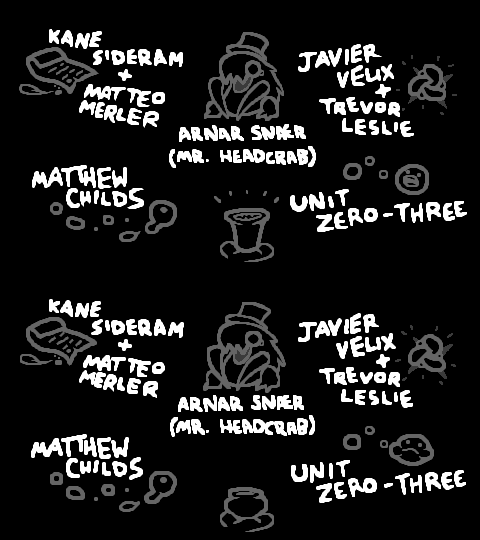 KANE
SIDERAM
+
MATTEO
MERLER
JAVIER
VELIX
+
TREVOR
LESLIE
ARNAR SNÆR
(MR. HEADCRAB)
MATTHEW
CHILDS
UNIT
ZERO-THREE
KANE
SIDERAM
+
MATTEO
MERLER
JAVIER
VELIX
+
TREVOR
LESLIE
ARNAR SNÆR
(MR. HEADCRAB)
MATTHEW
CHILDS
UNIT
ZERO-THREE